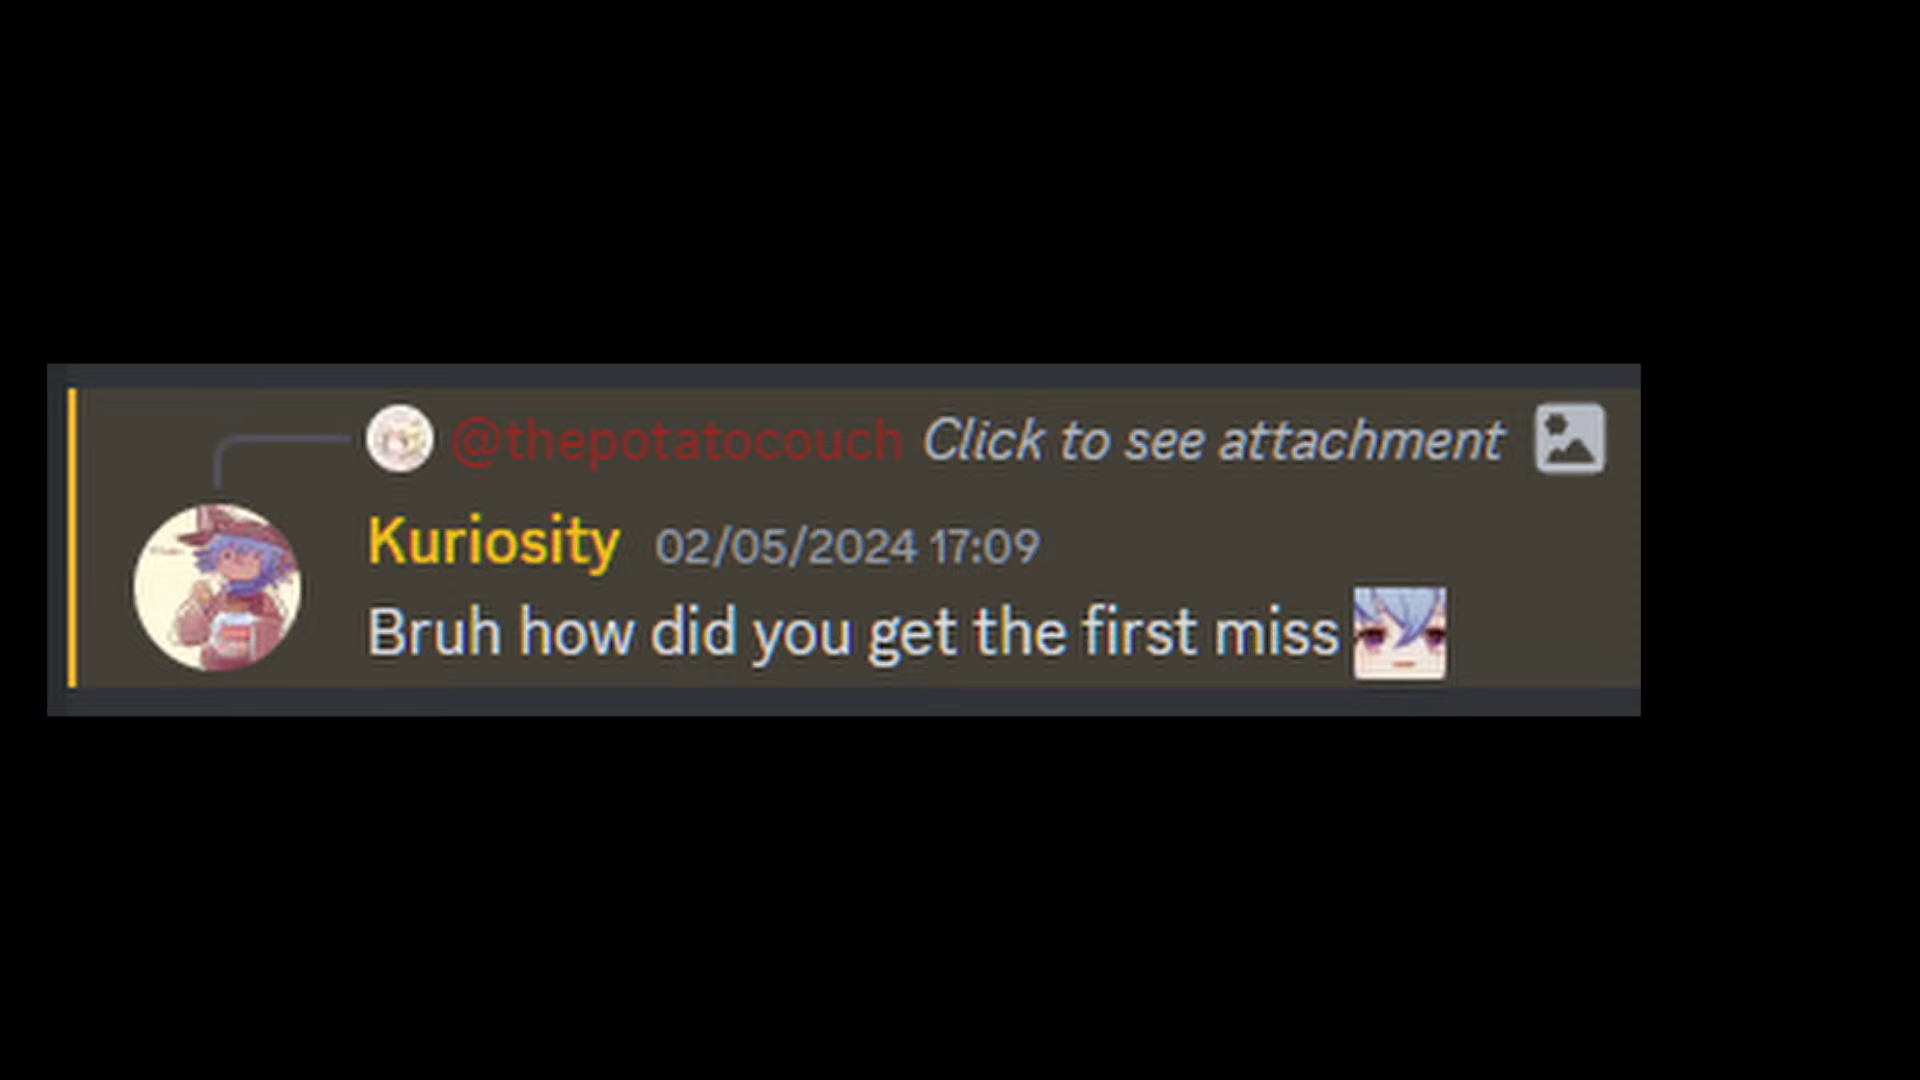 @thepotatocouch Click to see attachment
Kuriosity 02/05/2024 17:09
Bruh how did you get the first miss